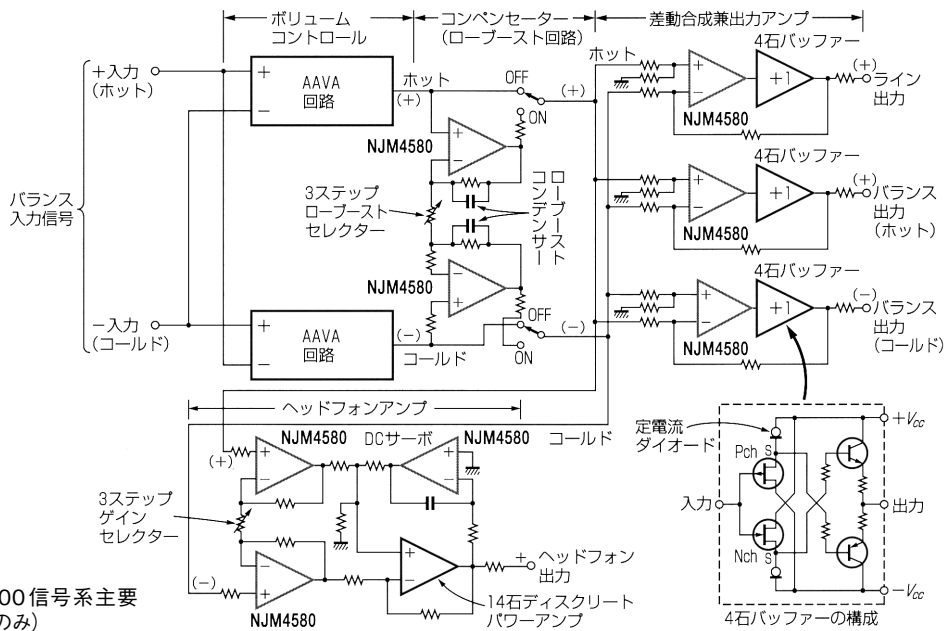 ボリューム
コントロール
コンペンセーター
(ローブースト回路)
差動合成兼出力アンプ
+入力
(ホット)
バランス
入力信号
−入力
(コールド)
+
−
AAVA
回路
+
−
AAVA
回路
ホット
(+)
(−)
コールド
OFF
ON
(+)
NJM4580
+
−
3ステップ
ローブースト
セレクター
ローブースト
コンデンサー
NJM4580
−
+
OFF
ON
(−)
ホット
4石バッファー
+
−
+1
(+)
ライン
出力
NJM4580
4石バッファー
+
−
+1
(+)
バランス
出力
(ホット)
NJM4580
4石バッファー
+
−
+1
(−)
バランス
出力
(コールド)
NJM4580
ヘッドフォンアンプ
コールド
NJM4580
DCサーボ
NJM4580
(+)
+
−
+
−
3ステップ
ゲイン
セレクター
(−)
−
+
NJM4580
+
−
+
ヘッドフォン
出力
14石ディスクリート
パワーアンプ
定電流
ダイオード
+Vcc
Pch
S
入力
出力
Nch
S
−Vcc
4石バッファーの構成
00信号系主要
のみ)